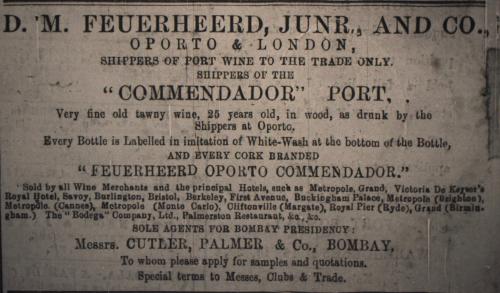 D. M. FEUERHEERD, JUNR., AND CO.,
OPORTO & LONDON,
SHIPPERS OF PORT WINE TO THE TRADE ONLY.
SHIPPERS OF THE
"COMMENDADOR" PORT,
Very fine old tawny wine, 25 years old, in wood, as drunk by the
Shippers at Oporto,
Every Bottle is Labelled in imitation of White-Wash at the bottom of the Bottle,
AND EVERY CORK BRANDED
"FEUERHEERD OPORTO COMMENDADOR."
Sold by all Wine Merchants and the principal Hotels, such as Metropole, Grand, Victoria De Keyser's
Royal Hotel, Savoy, Burlington, Bristol, Berkeley, First Avenue, Buckingham Palace, Metropole (Brighton),
Metropole (Cannes), Metropole (Monte Carlo), Cliftonville (Margate), Royal Pier (Ryde), Grand (Birming-
ham.) The "Bodega" Company, Ltd., Palmerston Restaurant, &c., &c.
SOLE AGENTS FOR BOMBAY PRESIDENCY:
Messrs. CUTLER, PALMER & Co., BOMBAY,
To whom please apply for samples and quotations.
Special terms to Messes, Clubs & Trade.